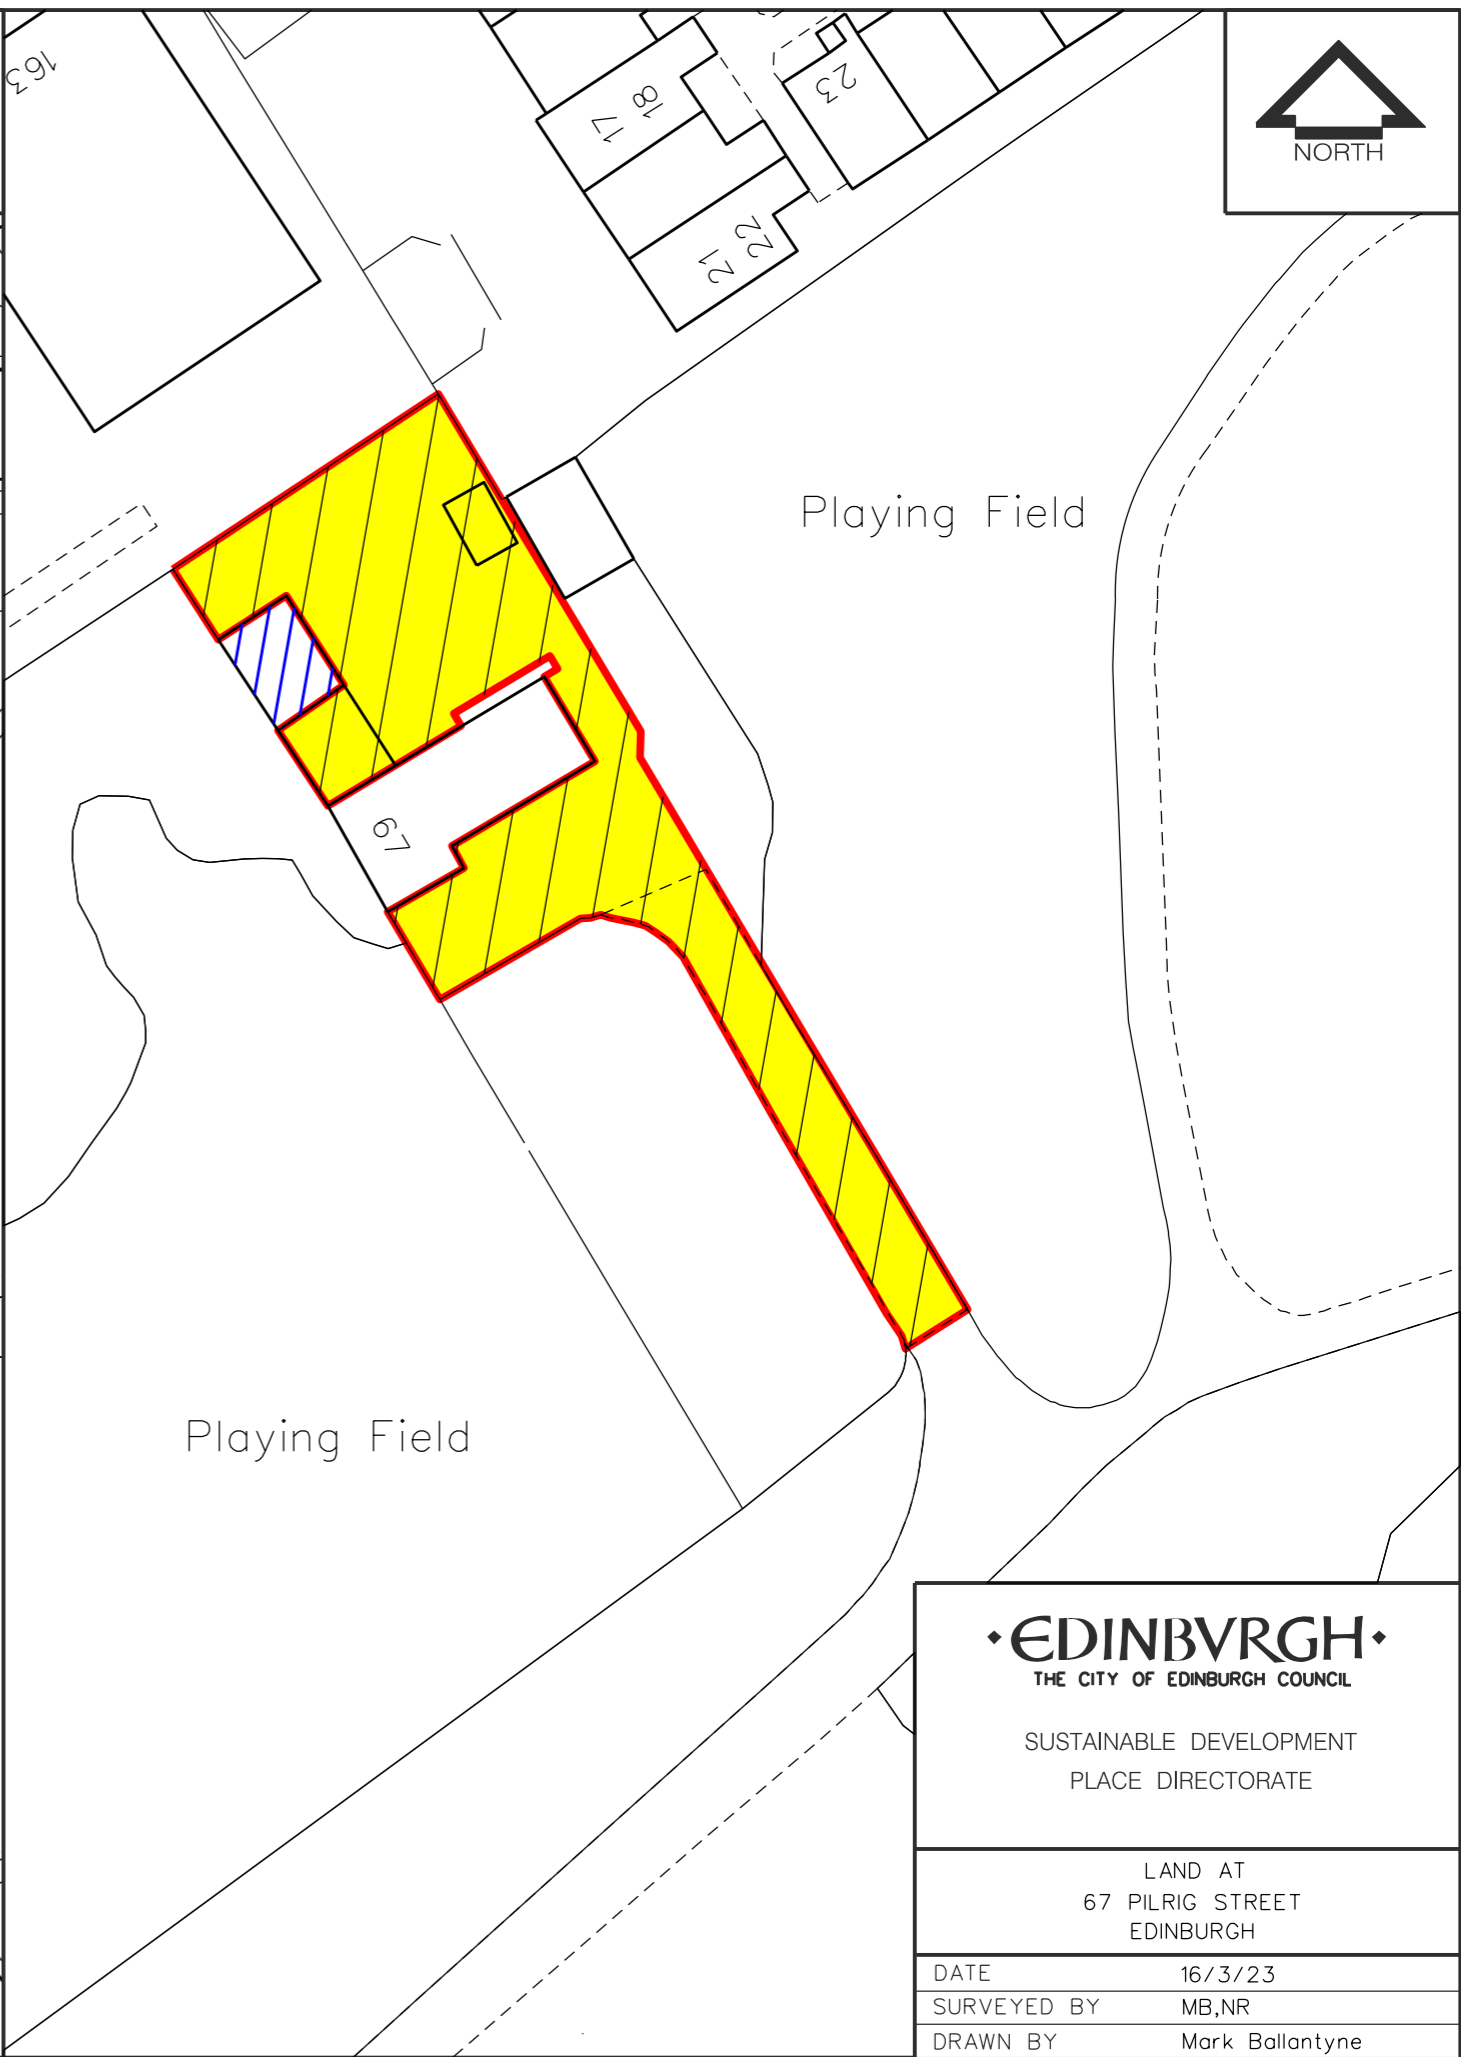 163
17
18
23
NORTH
21
22
Playing Field
67
Playing Field
EDINBVRGH
THE CITY OF EDINBURGH COUNCIL
SUSTAINABLE DEVELOPMENT
PLACE DIRECTORATE
LAND AT
67 PILRIG STREET
EDINBURGH
DATE 16/3/23
SURVEYED BY MB,NR
DRAWN BY Mark Ballantyne